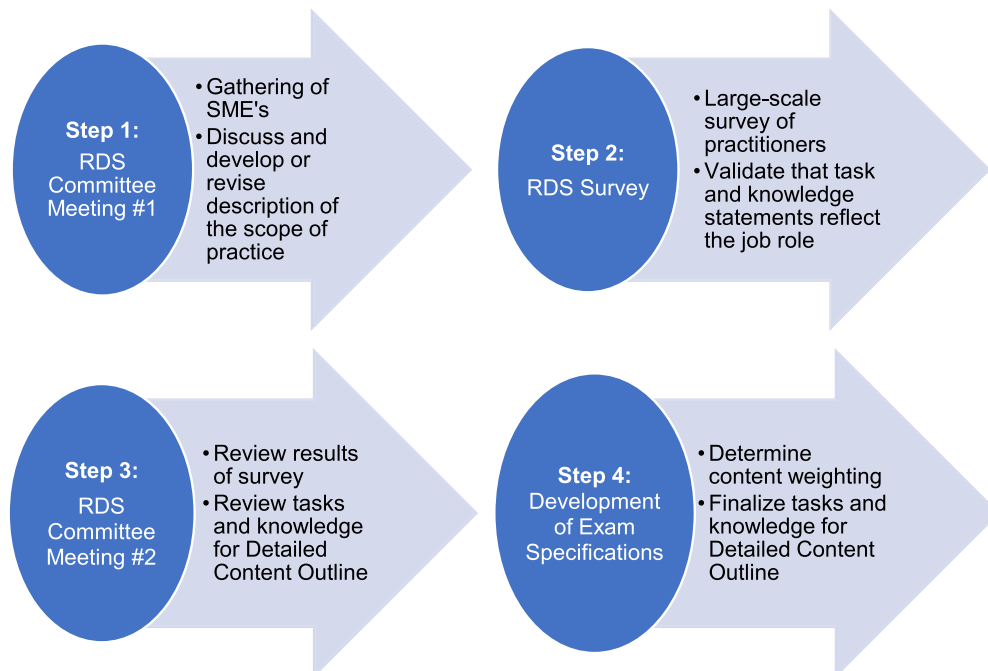 Step 1:
RDS
Committee
Meeting #1
• Gathering of
SME's
• Discuss and
develop or
revise
description of
the scope of
practice
Step 2:
RDS Survey
• Large-scale
survey of
practitioners
• Validate that task
and knowledge
statements reflect
the job role
Step 3:
RDS
Committee
Meeting #2
• Review results
of survey
• Review tasks
and knowledge
for Detailed
Content Outline
Step 4:
Development
of Exam
Specifications
• Determine
content weighting
• Finalize tasks and
knowledge for
Detailed Content
Outline